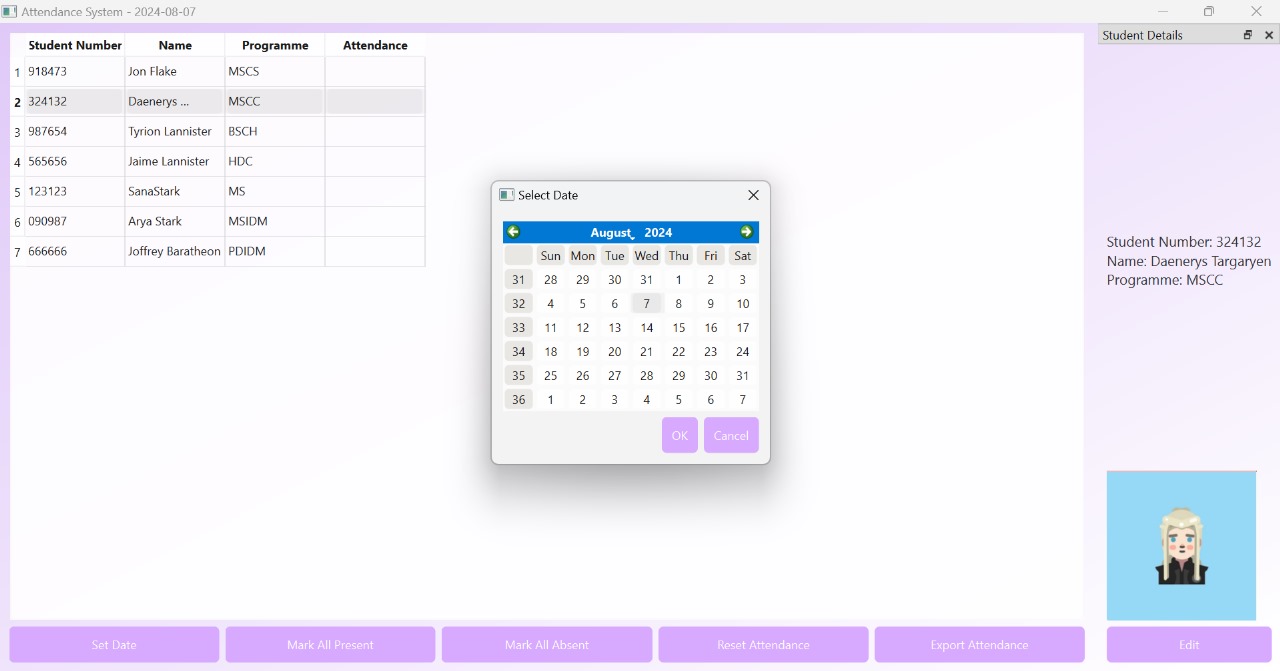 Attendance System - 2024-08-07
Student Number Name Programme Attendance
1 918473 Jon Flake MSCS
2 324132 Daenerys ... MSCC
3 987654 Tyrion Lannister BSCH
4 565656 Jaime Lannister HDC
5 123123 SanaStark MS
6 090987 Arya Stark MSIDM
7 666666 Joffrey Baratheon PDIDM
Select Date
August 2024
Sun Mon Tue Wed Thu Fri Sat
31 28 29 30 31 1 2 3
32 4 5 6 7 8 9 10
33 11 12 13 14 15 16 17
34 18 19 20 21 22 23 24
35 25 26 27 28 29 30 31
36 1 2 3 4 5 6 7
OK Cancel
Student Details
Student Number: 324132
Name: Daenerys Targaryen
Programme: MSCC
Set Date Mark All Present Mark All Absent Reset Attendance Export Attendance Edit